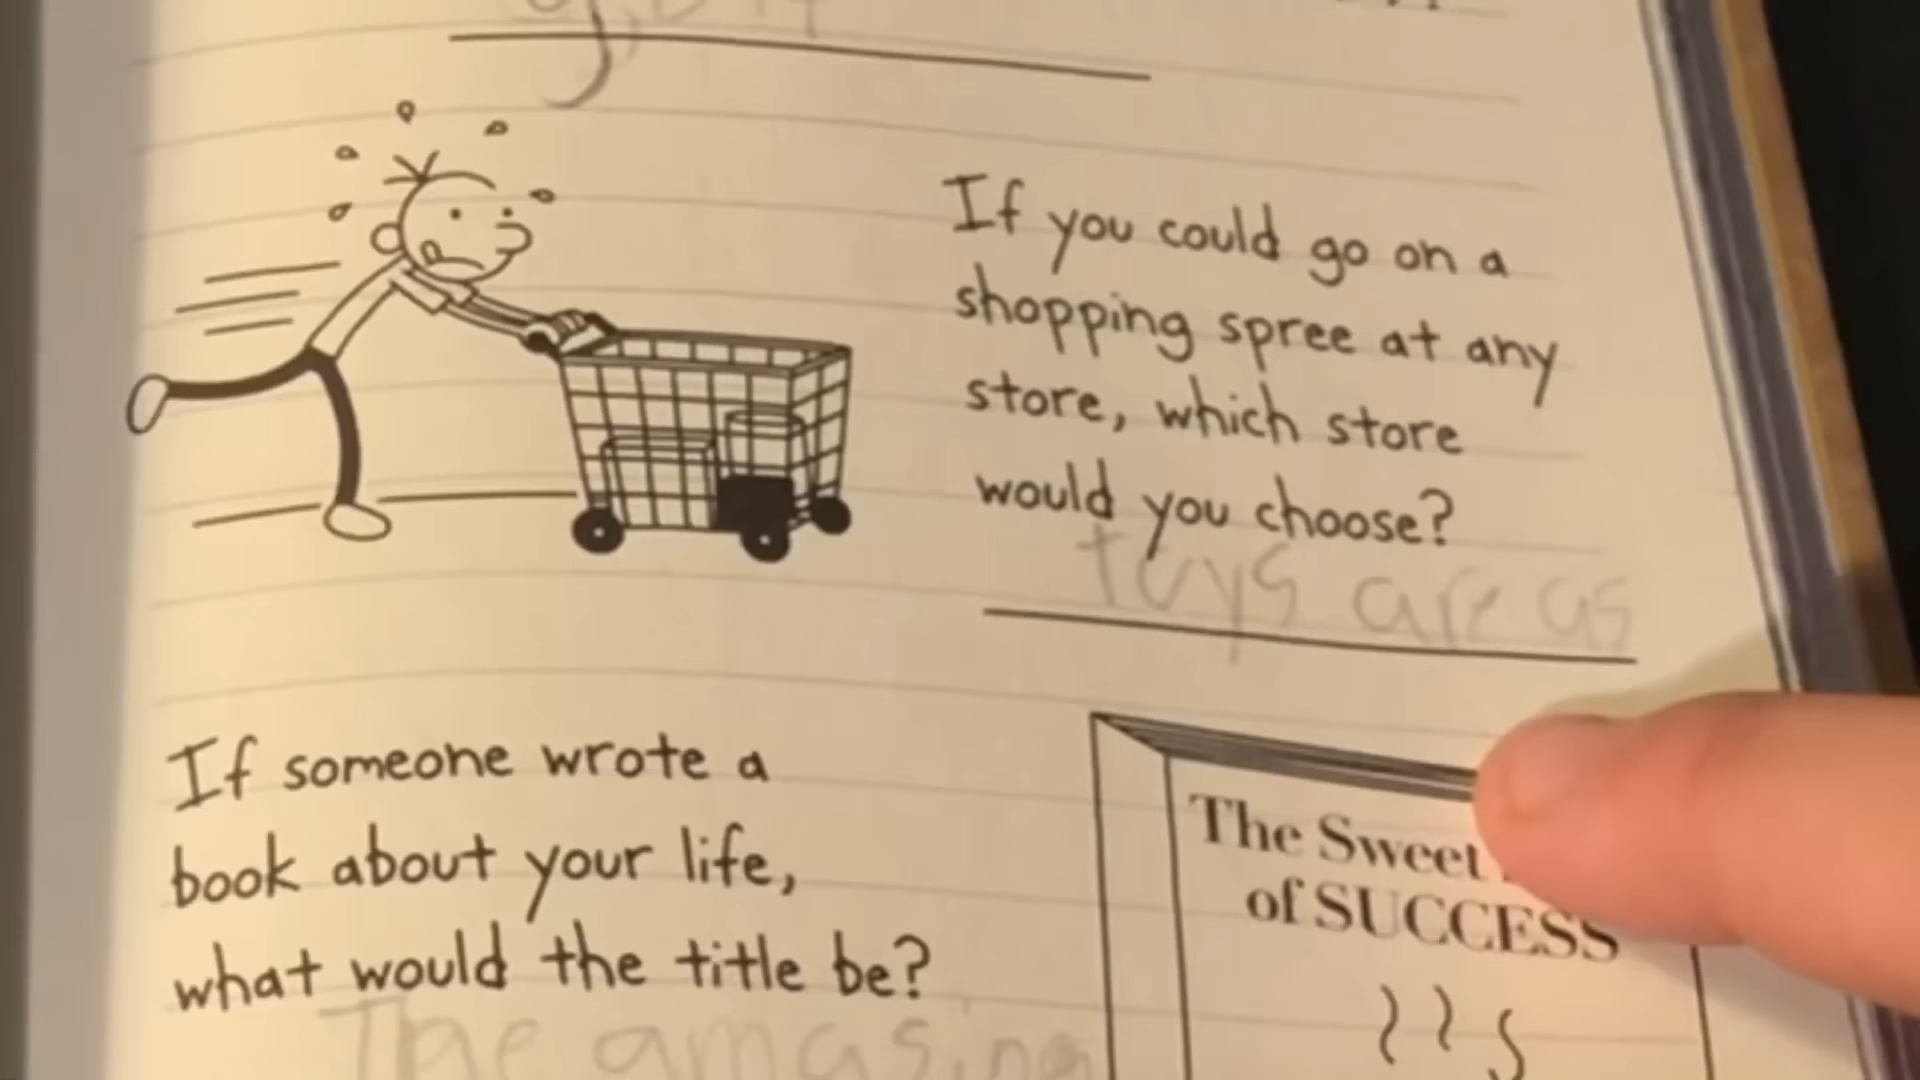 If you could go on a
shopping spree at any
store, which store
would you choose?
toys are as
If someone wrote a
book about your life,
what would the title be?
The amasing
The Sweet
of SUCCESS